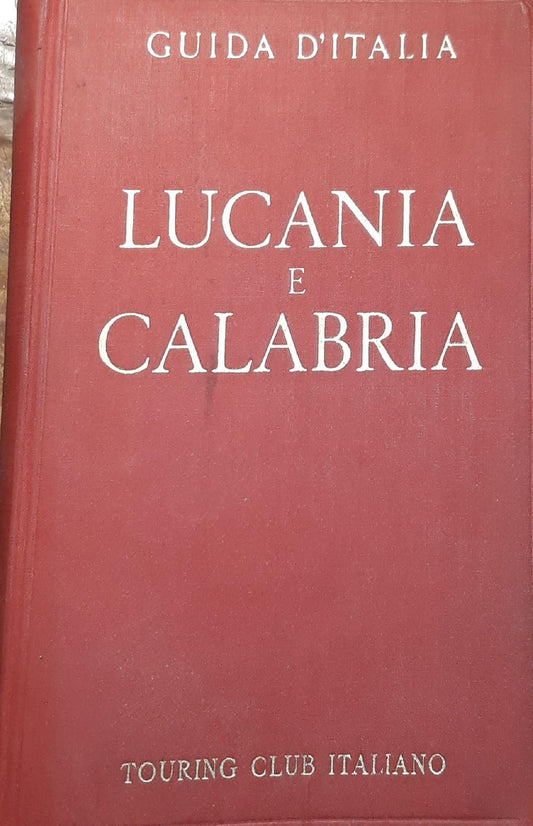 GUIDA D'ITALIA
LUCANIA
E
CALABRIA
TOURING CLUB ITALIANO